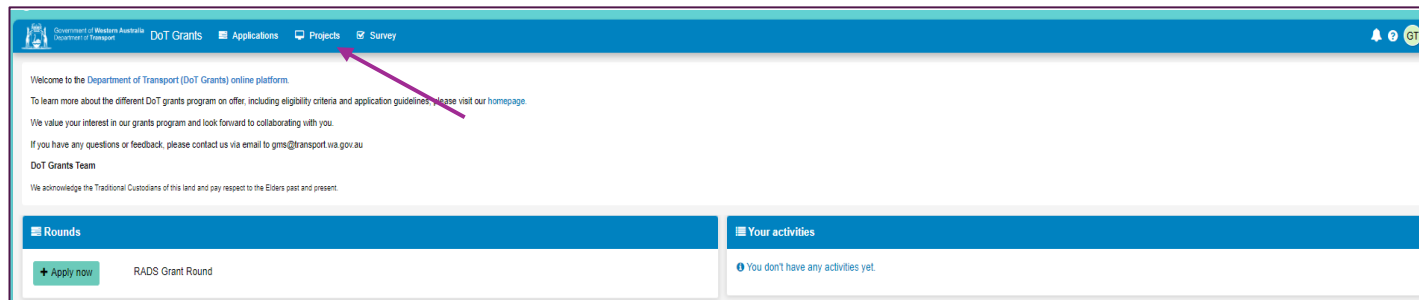 Government of Western Australia
Department of Transport
DoT Grants Applications Projects Survey GT
Welcome to the Department of Transport (DoT Grants) online platform.
To learn more about the different DoT grants program on offer, including eligibility criteria and application guidelines, please visit our homepage.
We value your interest in our grants program and look forward to collaborating with you.
If you have any questions or feedback, please contact us via email to gms@transport.wa.gov.au
DoT Grants Team
We acknowledge the Traditional Custodians of this land and pay respect to the Elders past and present.
Rounds
+ Apply now RADS Grant Round
Your activities
You don't have any activities yet.